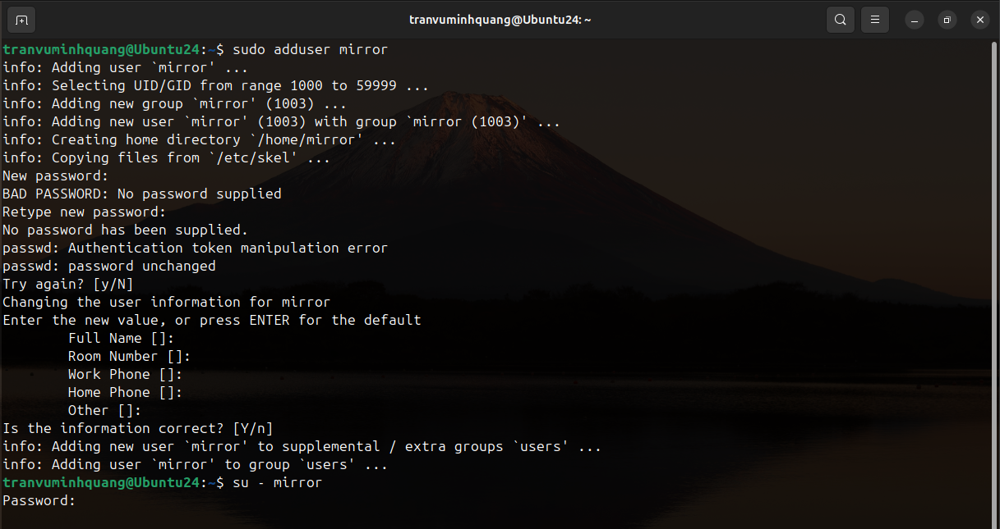 tranvuminhquang@Ubuntu24: ~
tranvuminhquang@Ubuntu24:~$ sudo adduser mirror
info: Adding user `mirror' ...
info: Selecting UID/GID from range 1000 to 59999 ...
info: Adding new group `mirror' (1003) ...
info: Adding new user `mirror' (1003) with group `mirror (1003)' ...
info: Creating home directory `/home/mirror' ...
info: Copying files from `/etc/skel' ...
New password:
BAD PASSWORD: No password supplied
Retype new password:
No password has been supplied.
passwd: Authentication token manipulation error
passwd: password unchanged
Try again? [y/N]
Changing the user information for mirror
Enter the new value, or press ENTER for the default
        Full Name []:
        Room Number []:
        Work Phone []:
        Home Phone []:
        Other []:
Is the information correct? [Y/n]
info: Adding new user `mirror' to supplemental / extra groups `users' ...
info: Adding user `mirror' to group `users' ...
tranvuminhquang@Ubuntu24:~$ su - mirror
Password: